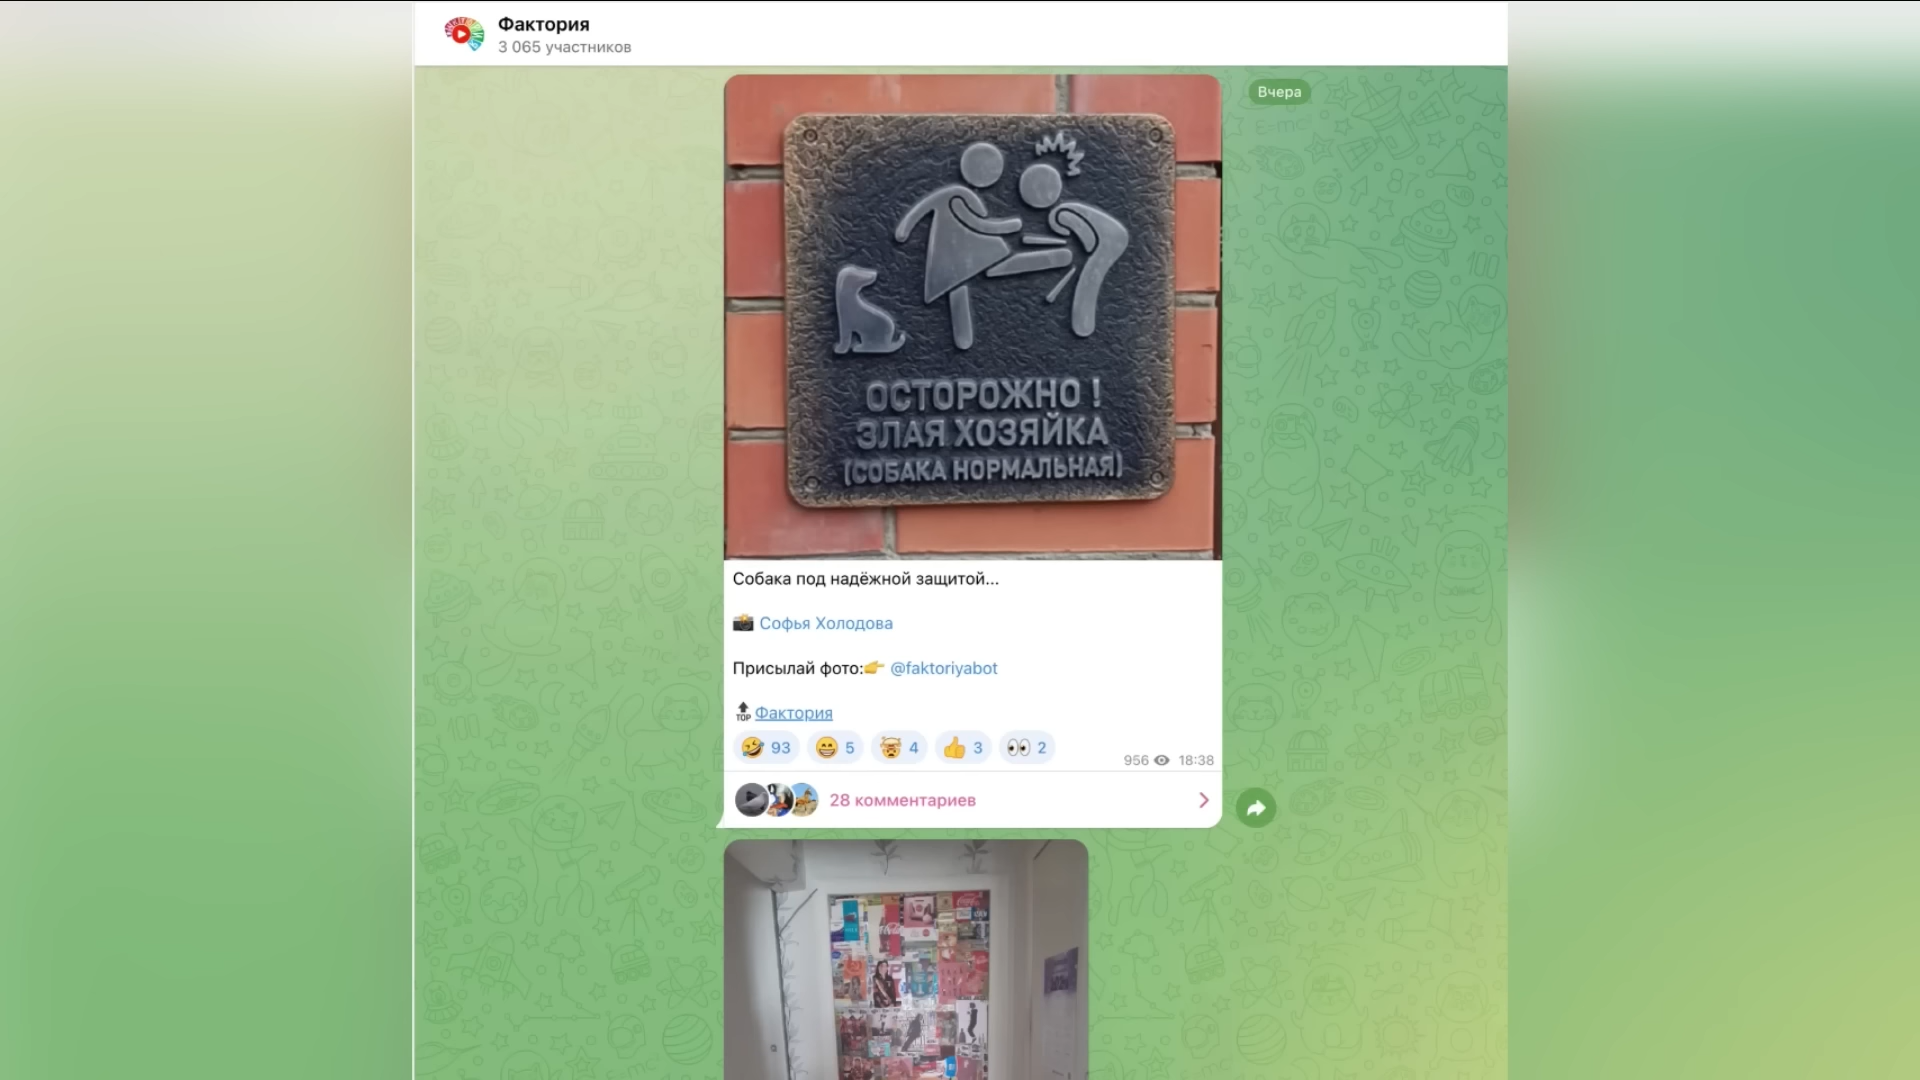 Фактория
3 065 участников
Вчера
ОСТОРОЖНО !
ЗЛАЯ ХОЗЯЙКА
(СОБАКА НОРМАЛЬНАЯ)
Собака под надёжной защитой...
Софья Холодова
Присылай фото:👉 @faktoriyabot
TOP Фактория
93 5 4 3 2
956 18:38
28 комментариев